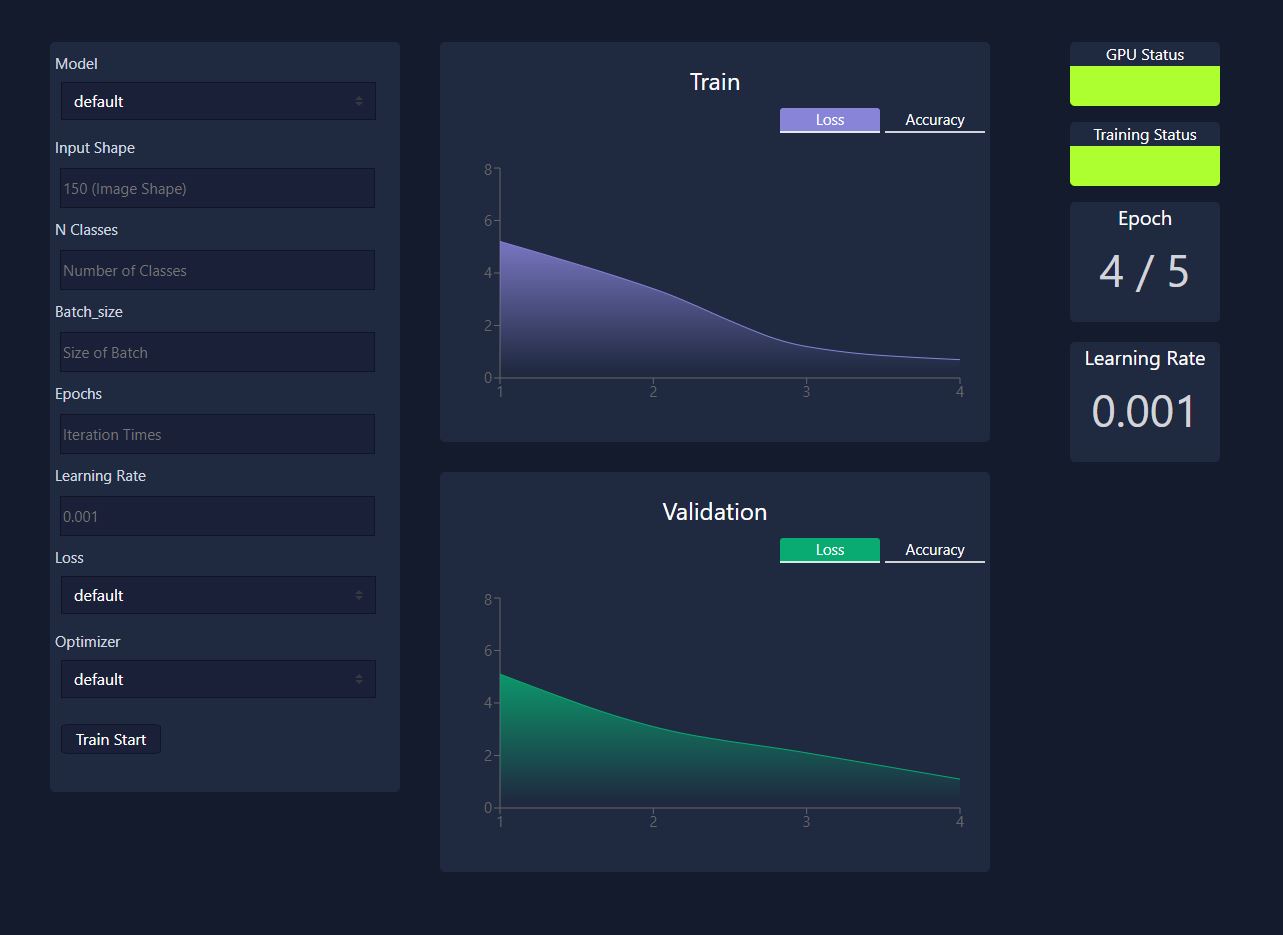 Model
default
Input Shape
150 (Image Shape)
N Classes
Number of Classes
Batch_size
Size of Batch
Epochs
Iteration Times
Learning Rate
0.001
Loss
default
Optimizer
default
Train Start
Train
Loss Accuracy
8
6
4
2
0
1 2 3 4
Validation
Loss Accuracy
8
6
4
2
0
1 2 3 4
GPU Status
Training Status
Epoch
4 / 5
Learning Rate
0.001